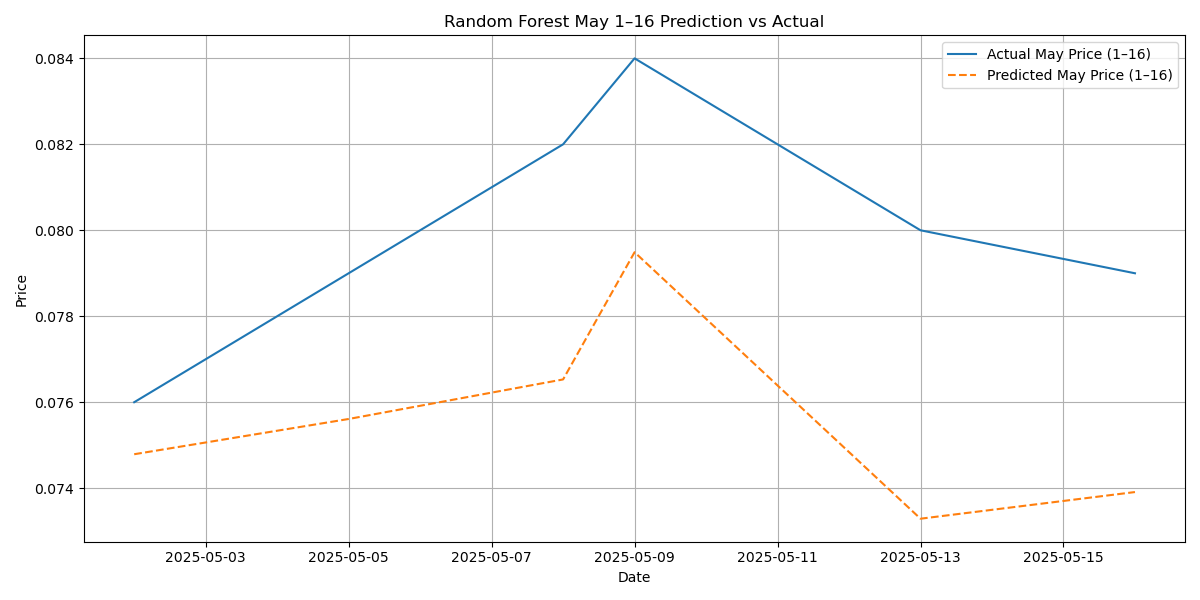 Random Forest May 1–16 Prediction vs Actual
Actual May Price (1–16)
Predicted May Price (1–16)
0.084
0.082
0.080
0.078
0.076
0.074
Price
2025-05-03 2025-05-05 2025-05-07 2025-05-09 2025-05-11 2025-05-13 2025-05-15
Date